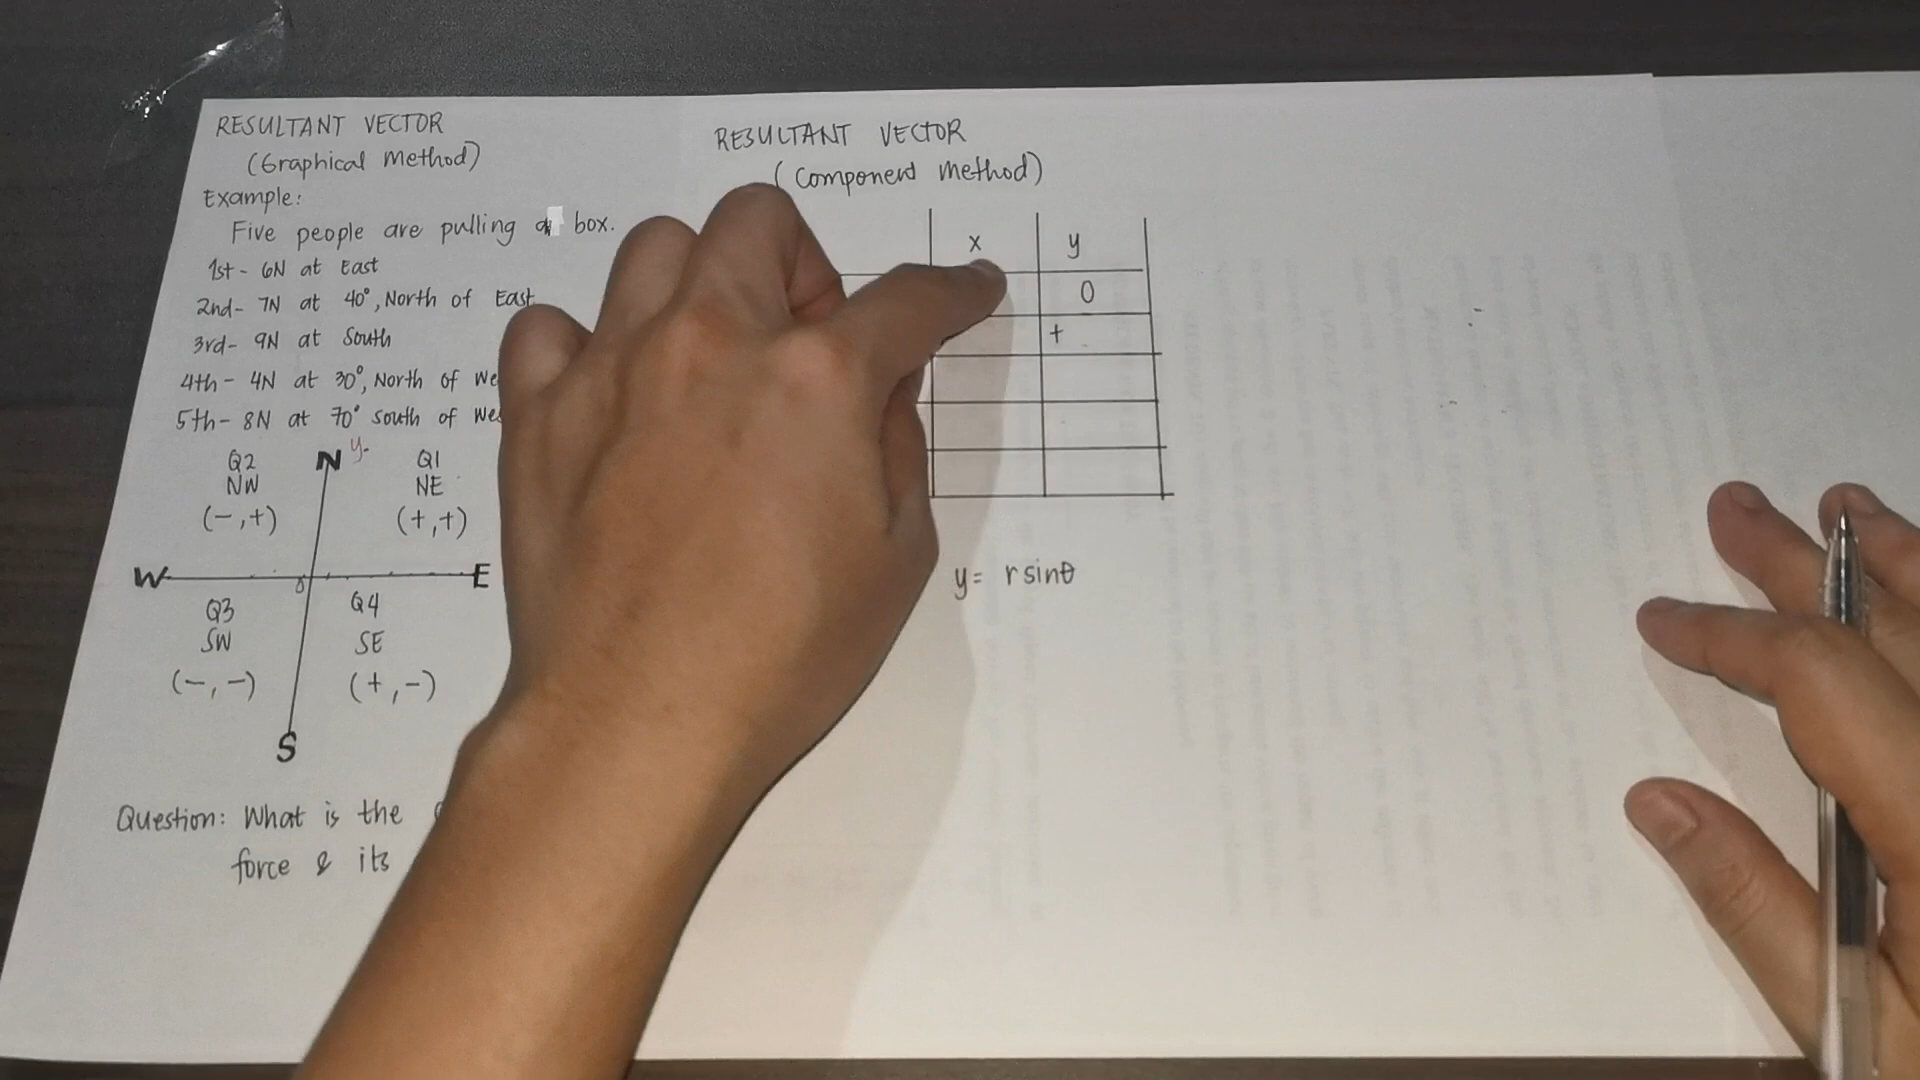 RESULTANT VECTOR
(Graphical Method)
Example:
Five people are pulling a box.
1st - 6N at East
2nd - 7N at 40°, North of East
3rd - 9N at South
4th - 4N at 30°, North of
5th - 8N at 70° South of
Q2
NW
(-,+)
N
y-
Q1
NE
(+,+)
W
E
0
Q3
SW
(-,-)
Q4
SE
(+,-)
S
Question: What is the
force & its
RESULTANT VECTOR
(Component Method)
x y
0
+
y = r sinθ